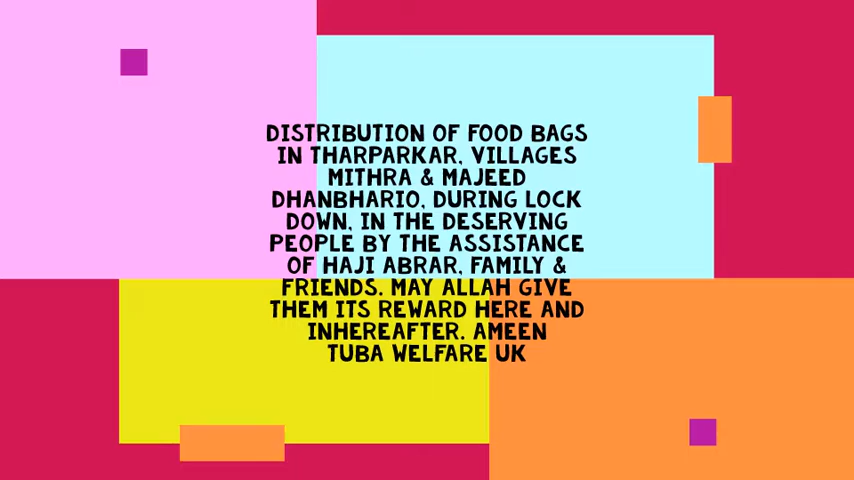 DISTRIBUTION OF FOOD BAGS
IN THARPARKAR, VILLAGES
MITHRA & MAJEED
DHANBHARIO, DURING LOCK
DOWN, IN THE DESERVING
PEOPLE BY THE ASSISTANCE
OF HAJI ABRAR, FAMILY &
FRIENDS. MAY ALLAH GIVE
THEM ITS REWARD HERE AND
INHEREAFTER. AMEEN
TUBA WELFARE UK